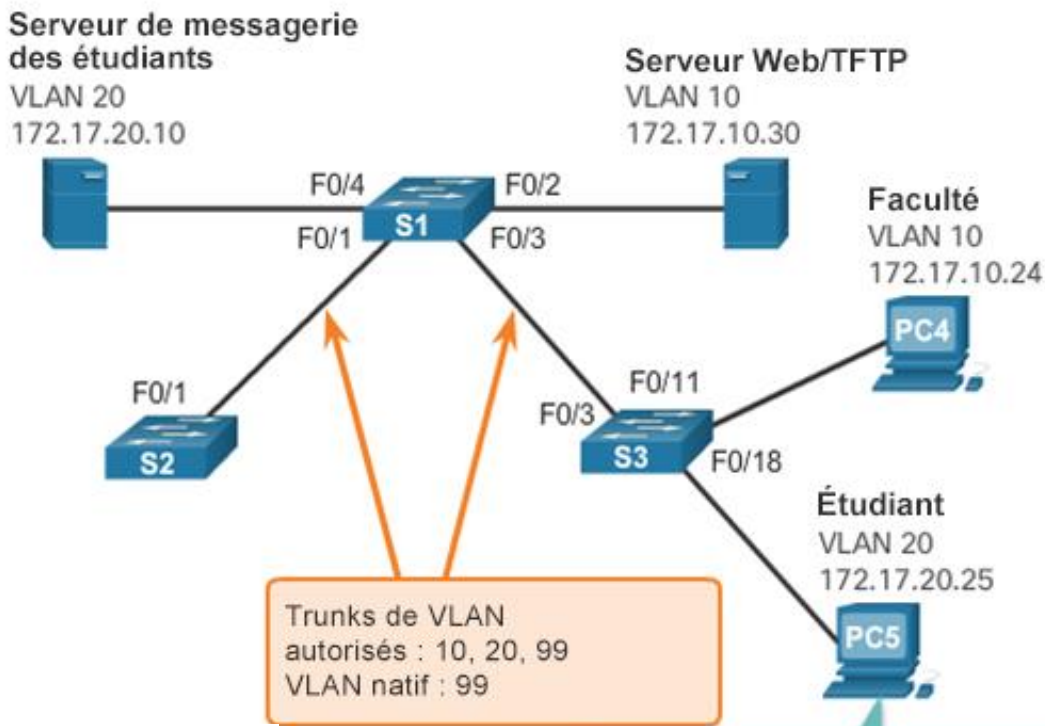 Serveur de messagerie
des étudiants
VLAN 20
172.17.20.10
Serveur Web/TFTP
VLAN 10
172.17.10.30
F0/4
F0/2
S1
F0/1
F0/3
Faculté
VLAN 10
172.17.10.24
PC4
F0/1
S2
F0/11
F0/3
S3
F0/18
Étudiant
VLAN 20
172.17.20.25
PC5
Trunks de VLAN
autorisés : 10, 20, 99
VLAN natif : 99